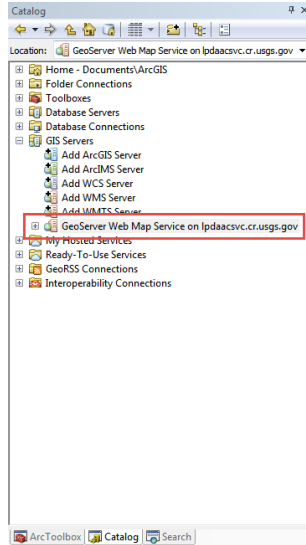 Catalog
Location: GeoServer Web Map Service on lpdaacsvc.cr.usgs.gov
Home - Documents\ArcGIS
Folder Connections
Toolboxes
Database Servers
Database Connections
GIS Servers
Add ArcGIS Server
Add ArcIMS Server
Add WCS Server
Add WMS Server
Add WMTS Server
GeoServer Web Map Service on lpdaacsvc.cr.usgs.gov
My Hosted Services
Ready-To-Use Services
GeoRSS Connections
Interoperability Connections
ArcToolbox Catalog Search